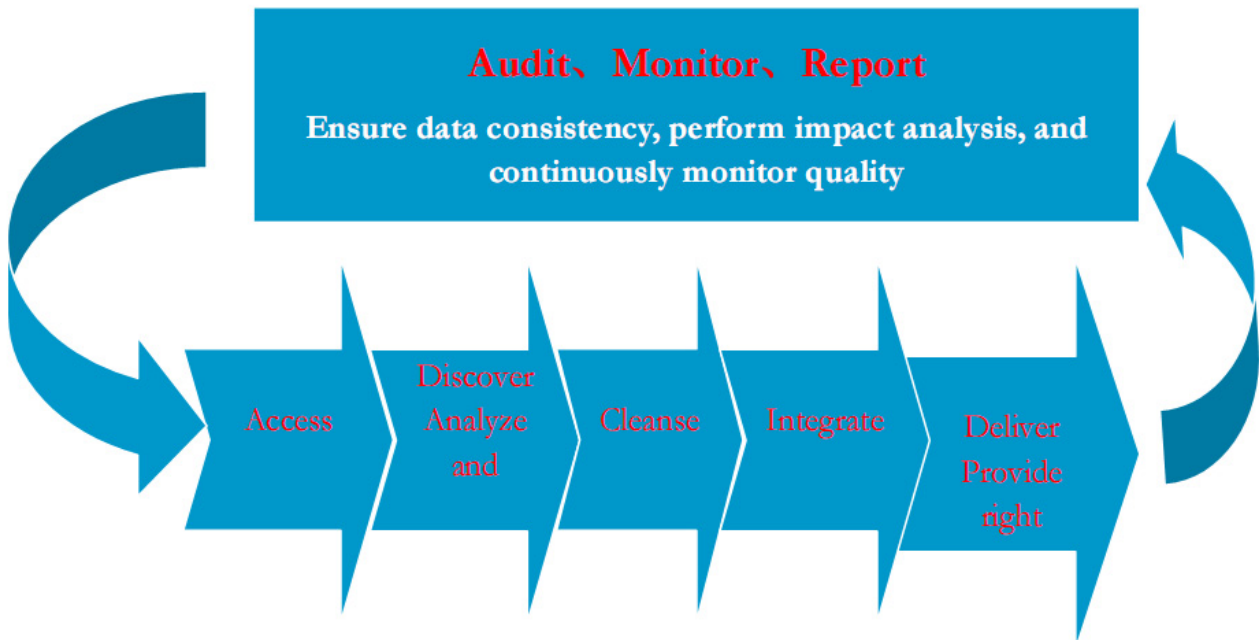 Audit、Monitor、Report
Ensure data consistency, perform impact analysis, and
continuously monitor quality
Access
Discover
Analyze
and
Cleanse
Integrate
Deliver
Provide
right